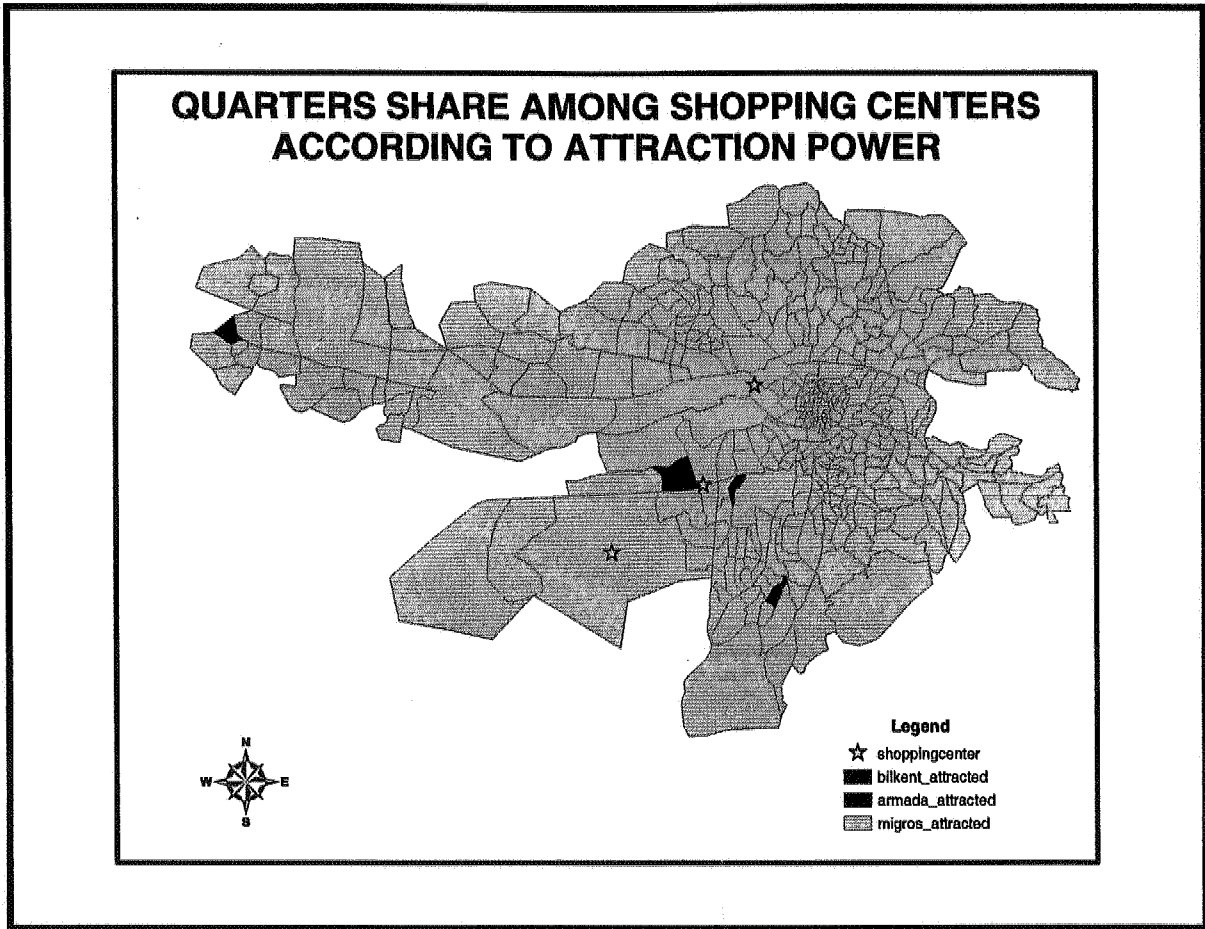 QUARTERS SHARE AMONG SHOPPING CENTERS
ACCORDING TO ATTRACTION POWER
N
W E
S
Legend
shoppingcenter
bilkent_attracted
armada_attracted
migros_attracted